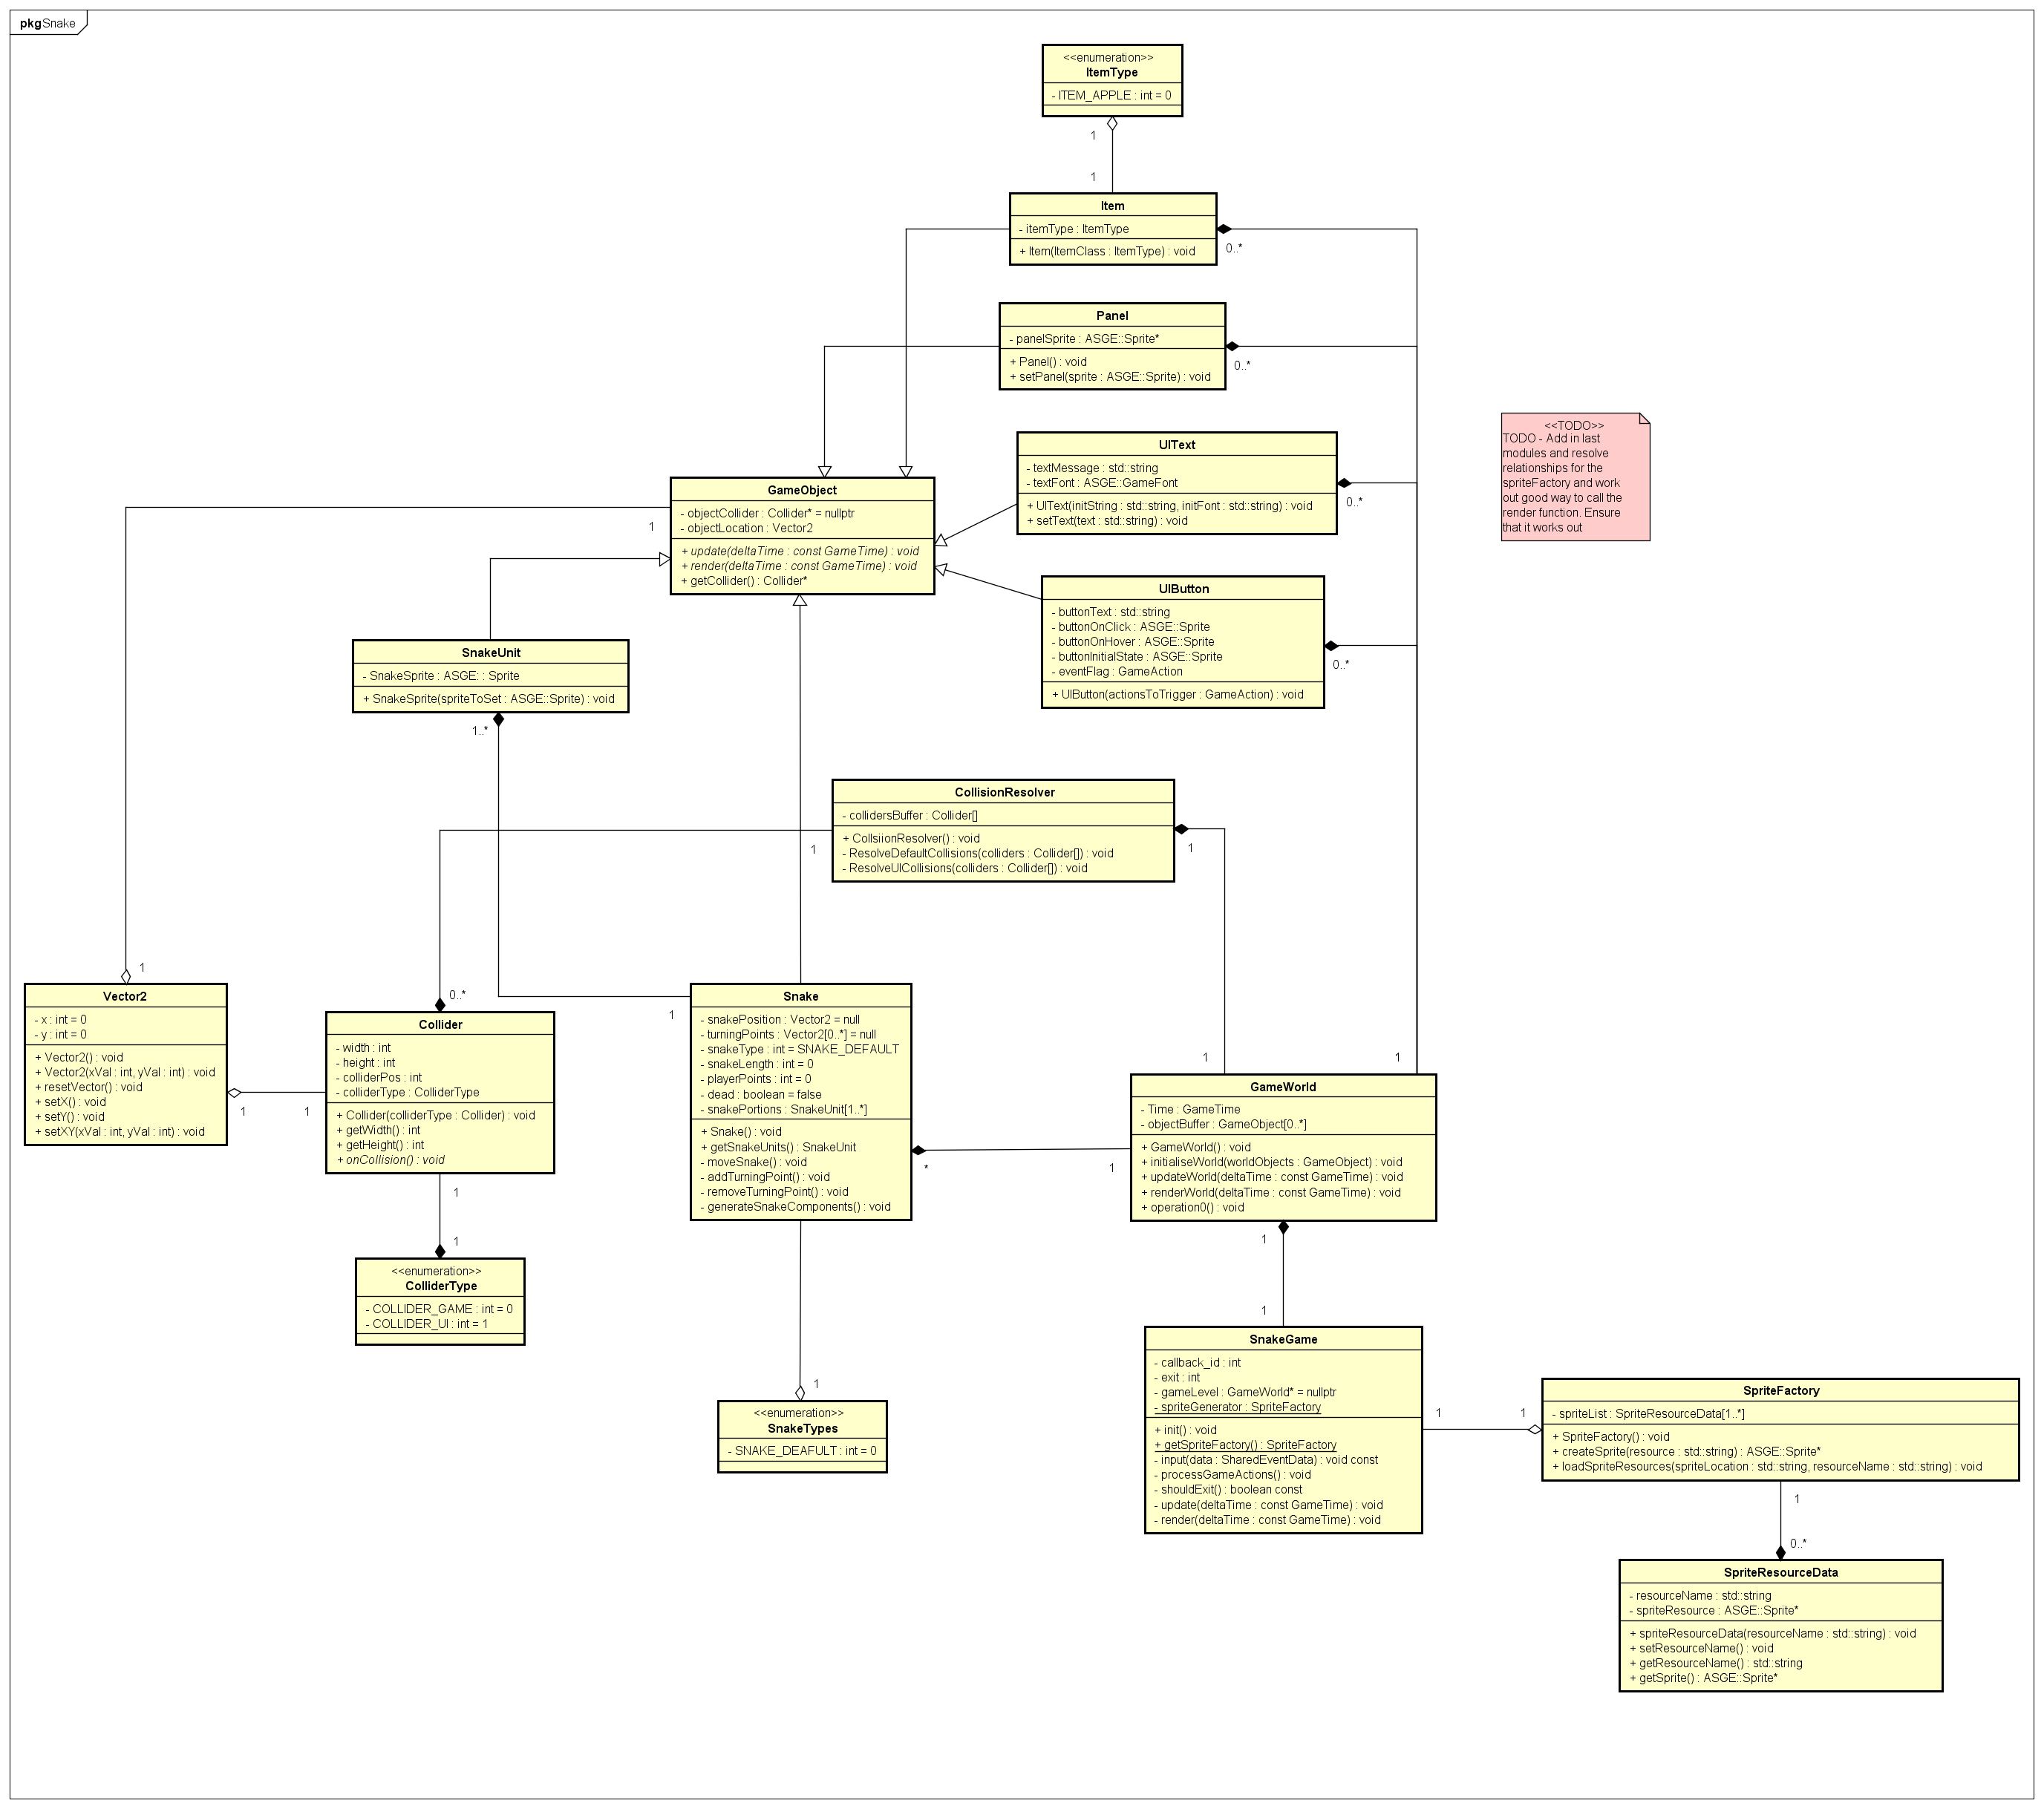 pkgSnake
<<enumeration>>
ItemType
- ITEM_APPLE : int = 0
1
1
Item
- itemType : ItemType
+ Item(ItemClass : ItemType) : void
0..*
Panel
- panelSprite : ASGE::Sprite*
+ Panel() : void
+ setPanel(sprite : ASGE::Sprite) : void
0..*
UIText
- textMessage : std::string
- textFont : ASGE::GameFont
+ UIText(initString : std::string, initFont : std::string) : void
+ setText(text : std::string) : void
0..*
<<TODO>>
TODO - Add in last
modules and resolve
relationships for the
spriteFactory and work
out good way to call the
render function. Ensure
that it works out
GameObject
- objectCollider : Collider* = nullptr
- objectLocation : Vector2
+ update(deltaTime : const GameTime) : void
+ render(deltaTime : const GameTime) : void
+ getCollider() : Collider*
1
UIButton
- buttonText : std::string
- buttonOnClick : ASGE::Sprite
- buttonOnHover : ASGE::Sprite
- buttonInitialState : ASGE::Sprite
- eventFlag : GameAction
+ UIButton(actionsToTrigger : GameAction) : void
0..*
SnakeUnit
- SnakeSprite : ASGE: : Sprite
+ SnakeSprite(spriteToSet : ASGE::Sprite) : void
1..*
CollisionResolver
- collidersBuffer : Collider[]
+ CollsiionResolver() : void
- ResolveDefaultCollisions(colliders : Collider[]) : void
- ResolveUICollisions(colliders : Collider[]) : void
1
1
1
Vector2
- x : int = 0
- y : int = 0
+ Vector2() : void
+ Vector2(xVal : int, yVal : int) : void
+ resetVector() : void
+ setX() : void
+ setY() : void
+ setXY(xVal : int, yVal : int) : void
1
1
0..*
Collider
- width : int
- height : int
- colliderPos : int
- colliderType : ColliderType
+ Collider(colliderType : Collider) : void
+ getWidth() : int
+ getHeight() : int
+ onCollision() : void
1
1
<<enumeration>>
ColliderType
- COLLIDER_GAME : int = 0
- COLLIDER_UI : int = 1
1
Snake
- snakePosition : Vector2 = null
- turningPoints : Vector2[0..*] = null
- snakeType : int = SNAKE_DEFAULT
- snakeLength : int = 0
- playerPoints : int = 0
- dead : boolean = false
- snakePortions : SnakeUnit[1..*]
+ Snake() : void
+ getSnakeUnits() : SnakeUnit
- moveSnake() : void
- addTurningPoint() : void
- removeTurningPoint() : void
- generateSnakeComponents() : void
*
1
1
<<enumeration>>
SnakeTypes
- SNAKE_DEAFULT : int = 0
1
1
GameWorld
- Time : GameTime
- objectBuffer : GameObject[0..*]
+ GameWorld() : void
+ initialiseWorld(worldObjects : GameObject) : void
+ updateWorld(deltaTime : const GameTime) : void
+ renderWorld(deltaTime : const GameTime) : void
+ operation0() : void
1
1
SnakeGame
- callback_id : int
- exit : int
- gameLevel : GameWorld* = nullptr
- spriteGenerator : SpriteFactory
+ init() : void
+ getSpriteFactory() : SpriteFactory
- input(data : SharedEventData) : void const
- processGameActions() : void
- shouldExit() : boolean const
- update(deltaTime : const GameTime) : void
- render(deltaTime : const GameTime) : void
1
1
SpriteFactory
- spriteList : SpriteResourceData[1..*]
+ SpriteFactory() : void
+ createSprite(resource : std::string) : ASGE::Sprite*
+ loadSpriteResources(spriteLocation : std::string, resourceName : std::string) : void
1
0..*
SpriteResourceData
- resourceName : std::string
- spriteResource : ASGE::Sprite*
+ spriteResourceData(resourceName : std::string) : void
+ setResourceName() : void
+ getResourceName() : std::string
+ getSprite() : ASGE::Sprite*